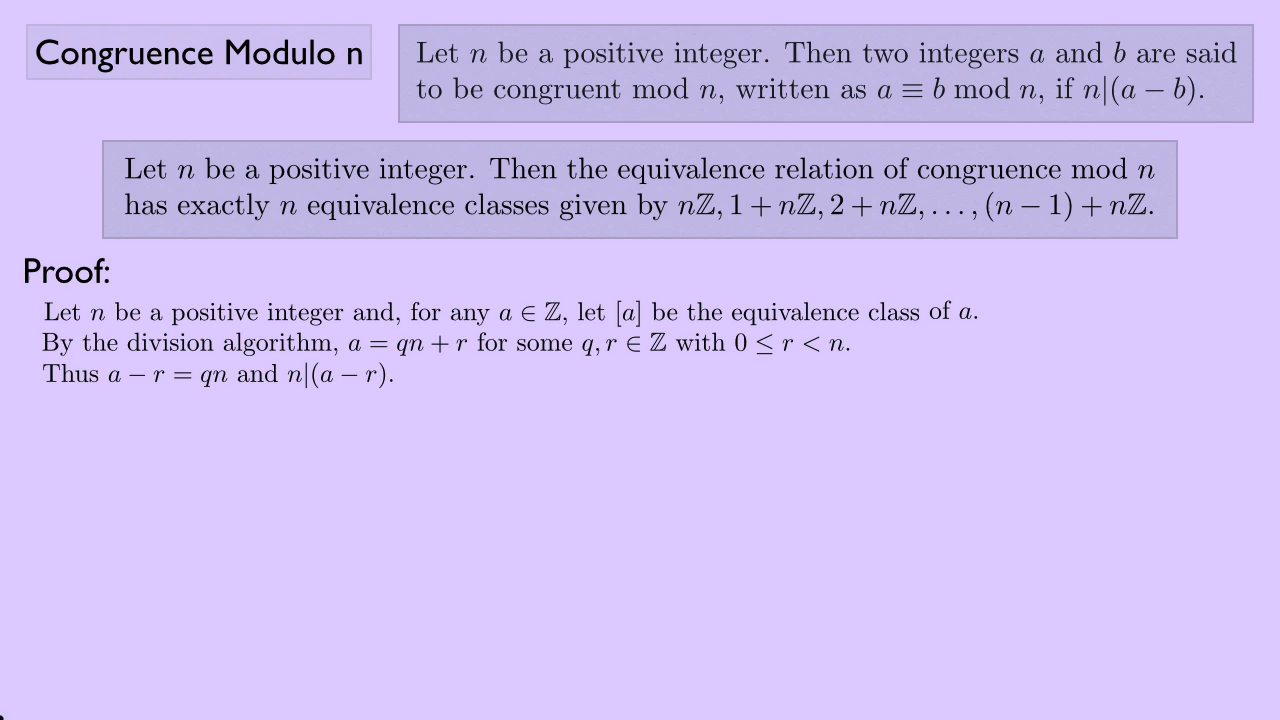 Congruence Modulo n
Let n be a positive integer. Then two integers a and b are said
to be congruent mod n, written as a ≡ b mod n, if n|(a − b).
Let n be a positive integer. Then the equivalence relation of congruence mod n
has exactly n equivalence classes given by nℤ, 1 + nℤ, 2 + nℤ, . . . , (n − 1) + nℤ.
Proof:
Let n be a positive integer and, for any a ∈ ℤ, let [a] be the equivalence class of a.
By the division algorithm, a = qn + r for some q, r ∈ ℤ with 0 ≤ r < n.
Thus a − r = qn and n|(a − r).